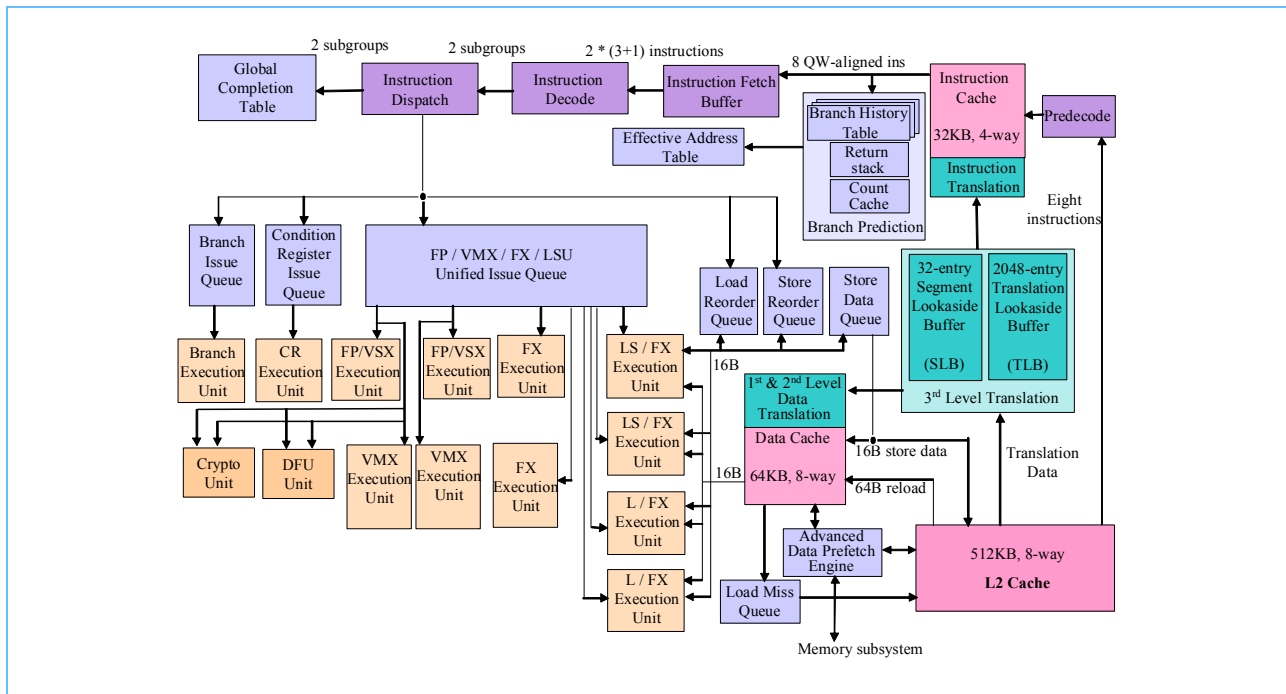 2 subgroups
2 subgroups
2 * (3+1) instructions
8 QW-aligned ins
Global
Completion
Table
Instruction
Dispatch
Instruction
Decode
Instruction Fetch
Buffer
Instruction
Cache
32KB, 4-way
Predecode
Effective Address
Table
Branch History
Table
Return
stack
Count
Cache
Branch Prediction
Instruction
Translation
Eight
instructions
Branch
Issue
Queue
Condition
Register
Issue
Queue
FP / VMX / FX / LSU
Unified Issue Queue
Load
Reorder
Queue
Store
Reorder
Queue
Store
Data
Queue
32-entry
Segment
Lookaside
Buffer
(SLB)
2048-entry
Translation
Lookaside
Buffer
(TLB)
3rd Level Translation
Branch
Execution
Unit
CR
Execution
Unit
FP/VSX
Execution
Unit
FP/VSX
Execution
Unit
FX
Execution
Unit
LS / FX
Execution
Unit
16B
1st & 2nd Level
Data
Translation
Crypto
Unit
DFU
Unit
VMX
Execution
Unit
VMX
Execution
Unit
FX
Execution
Unit
LS / FX
Execution
Unit
16B
Data Cache
64KB, 8-way
16B store data
64B reload
Translation
Data
L / FX
Execution
Unit
Advanced
Data Prefetch
Engine
512KB, 8-way
L2 Cache
L / FX
Execution
Unit
Load Miss
Queue
Memory subsystem